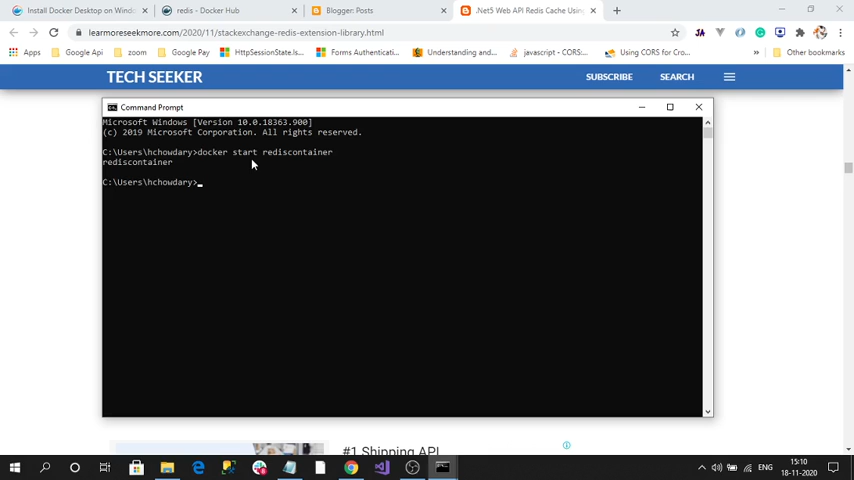 Install Docker Desktop on Windo
redis - Docker Hub
Blogger: Posts
.Net5 Web API Redis Cache Using
learnmoreseekmore.com/2020/11/stackexchange-redis-extension-library.html
Apps
Google Api
zoom
Google Pay
HttpSessionState.Is...
Forms Authenticati...
Understanding and...
javascript - CORS:...
Using CORS for Cro...
Other bookmarks
TECH SEEKER
SUBSCRIBE
SEARCH
Command Prompt
Microsoft Windows [Version 10.0.18363.900]
(c) 2019 Microsoft Corporation. All rights reserved.
C:\Users\hchowdary>docker start rediscontainer
rediscontainer
C:\Users\hchowdary>
#1 Shipping API
ENG
15:10
18-11-2020